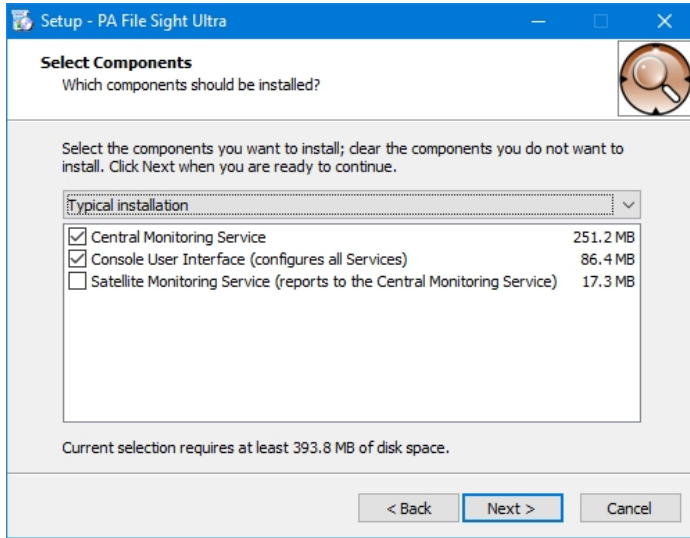 Setup - PA File Sight Ultra
Select Components
Which components should be installed?
Select the components you want to install; clear the components you do not want to
install. Click Next when you are ready to continue.
Typical installation
Central Monitoring Service 251.2 MB
Console User Interface (configures all Services) 86.4 MB
Satellite Monitoring Service (reports to the Central Monitoring Service) 17.3 MB
Current selection requires at least 393.8 MB of disk space.
< Back Next > Cancel